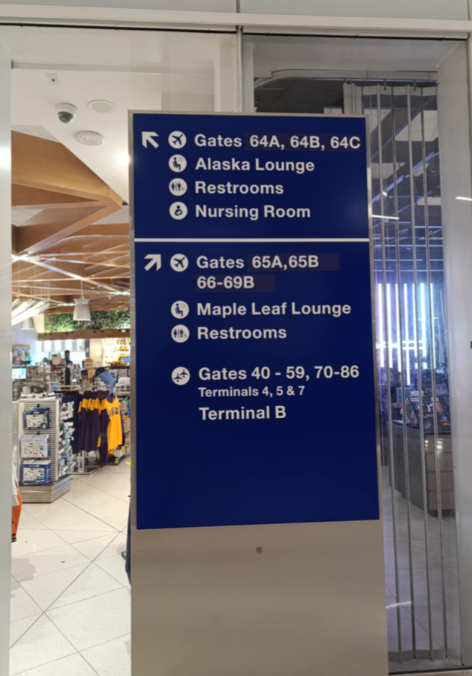 Gates 64A, 64B, 64C
Alaska Lounge
Restrooms
Nursing Room
Gates 65A,65B
66-69B
Maple Leaf Lounge
Restrooms
Gates 40 - 59, 70-86
Terminals 4, 5 & 7
Terminal B